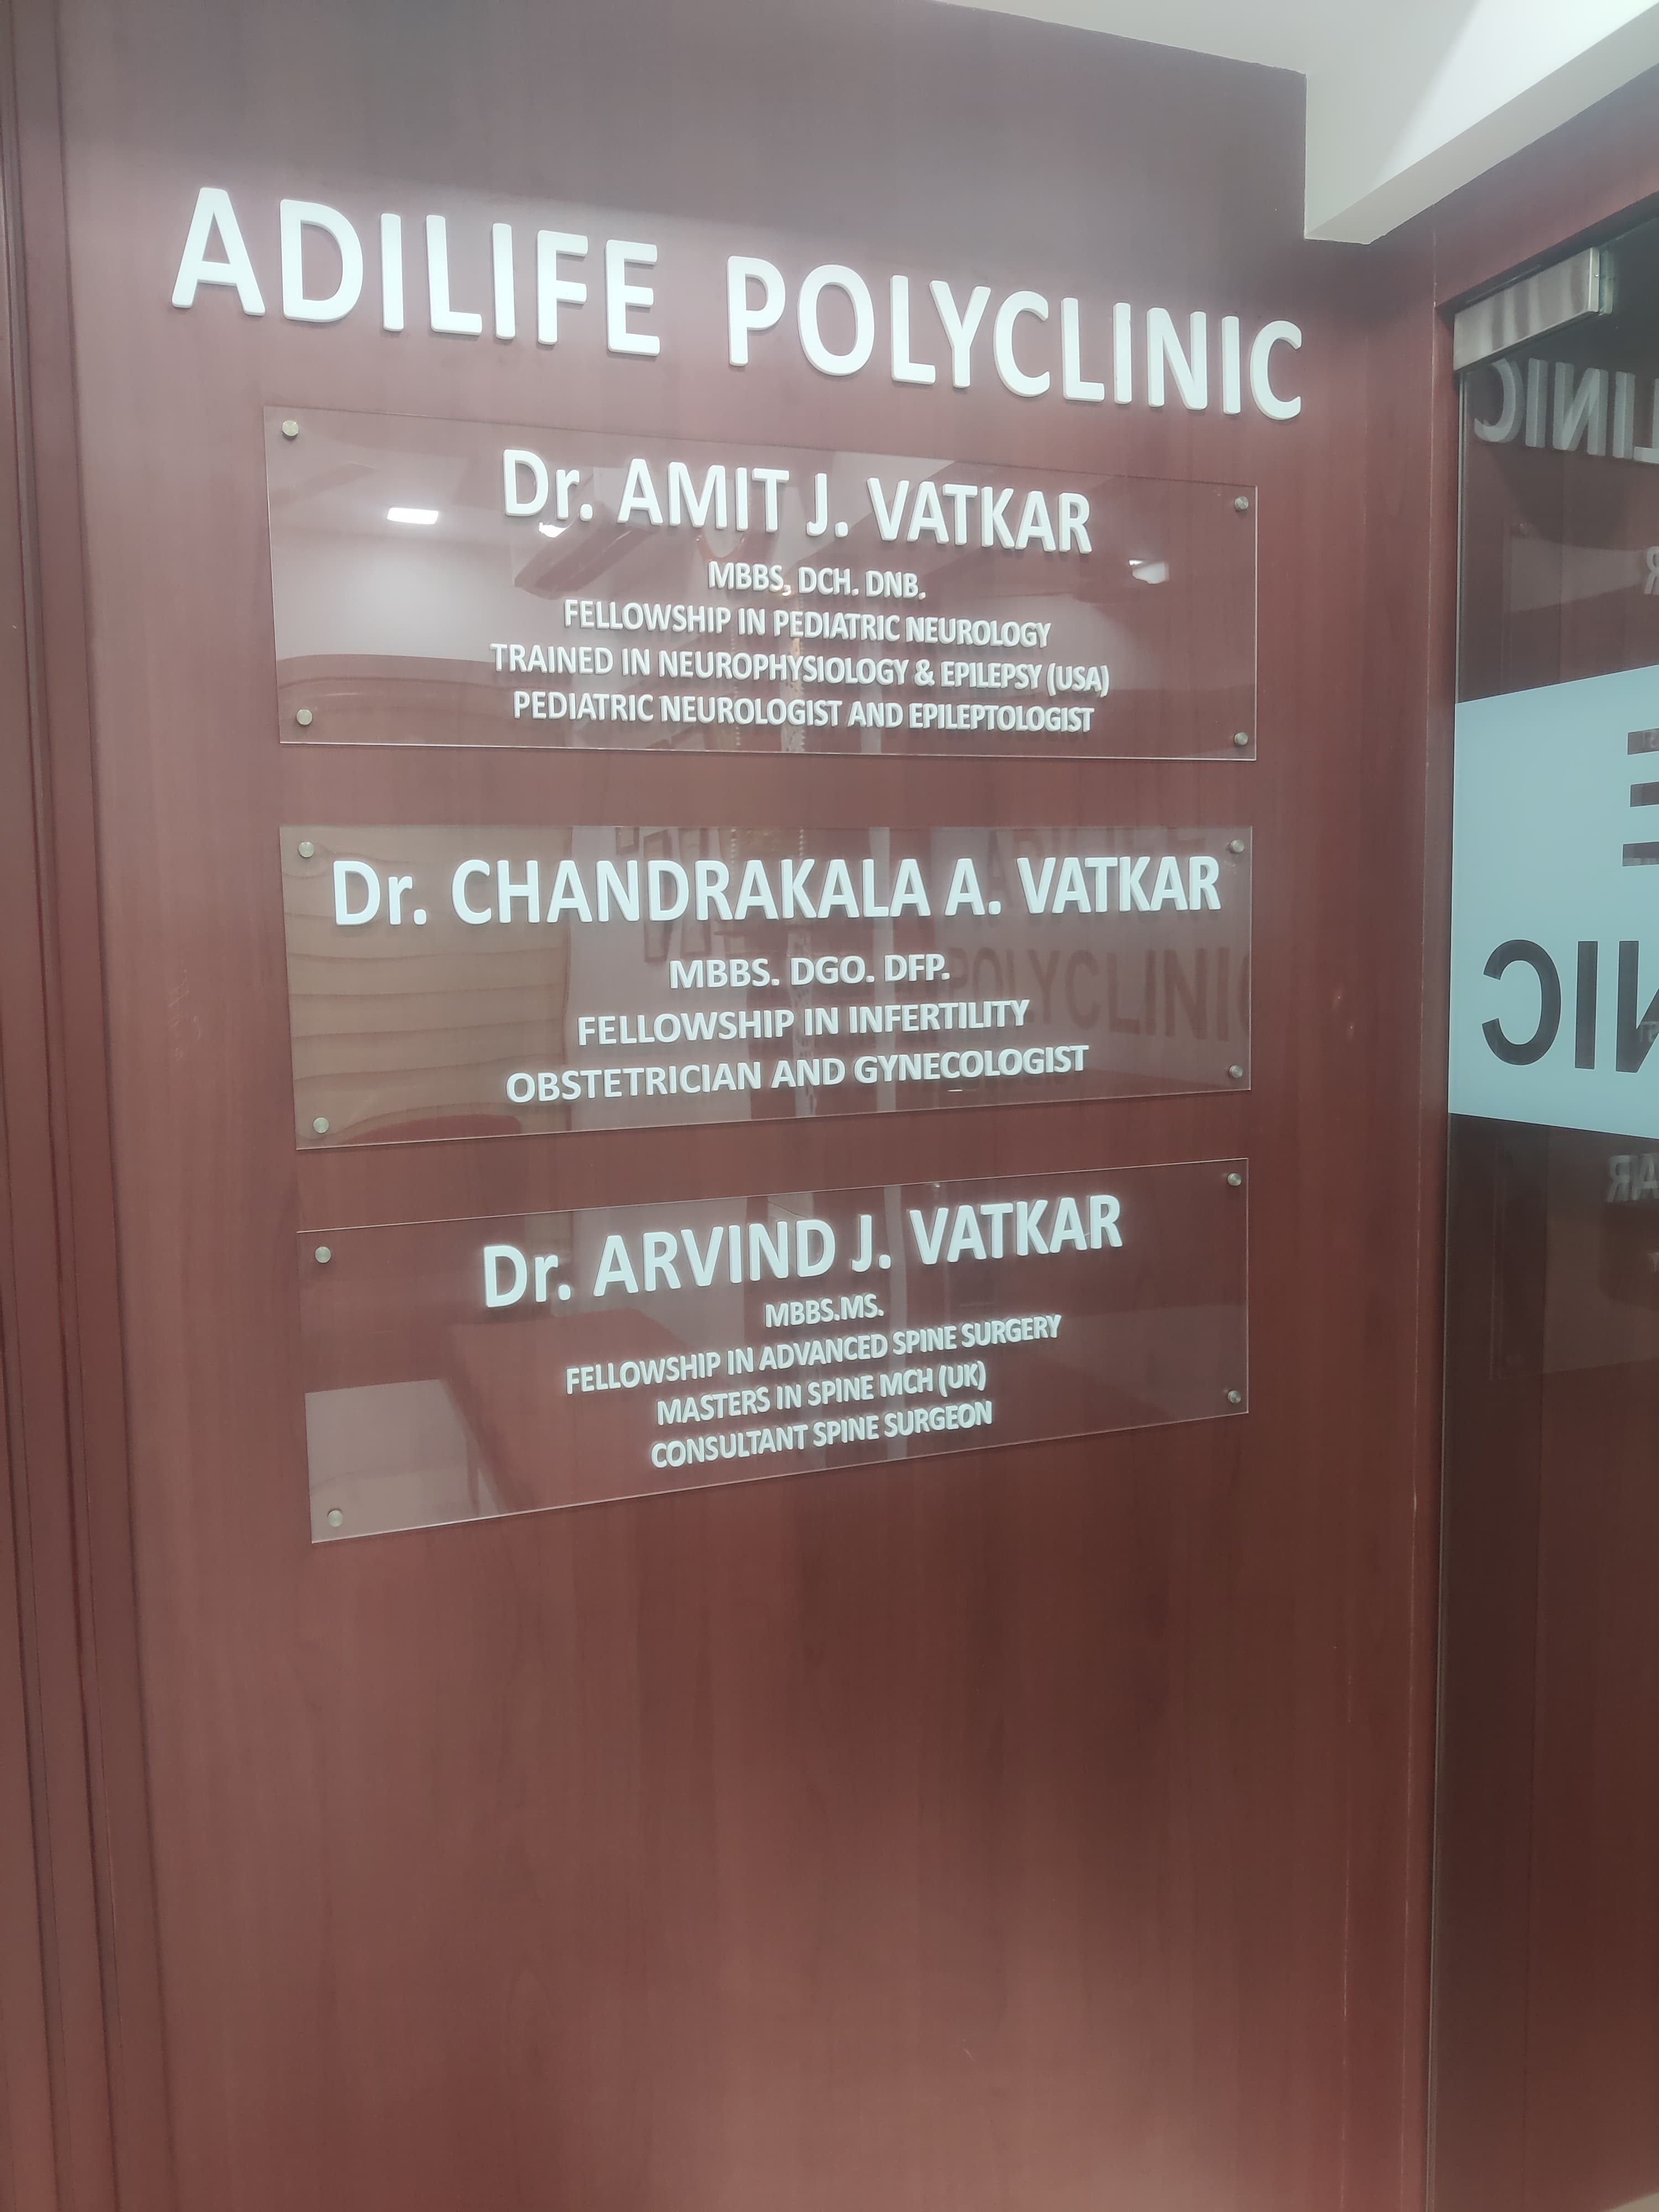 ADILIFE POLYCLINIC
Dr. AMIT J. VATKAR
MBBS, DCH. DNB.
FELLOWSHIP IN PEDIATRIC NEUROLOGY
TRAINED IN NEUROPHYSIOLOGY & EPILEPSY (USA)
PEDIATRIC NEUROLOGIST AND EPILEPTOLOGIST
Dr. CHANDRAKALA A. VATKAR
MBBS. DGO. DFP.
FELLOWSHIP IN INFERTILITY
OBSTETRICIAN AND GYNECOLOGIST
Dr. ARVIND J. VATKAR
MBBS.MS.
FELLOWSHIP IN ADVANCED SPINE SURGERY
MASTERS IN SPINE MCH (UK)
CONSULTANT SPINE SURGEON